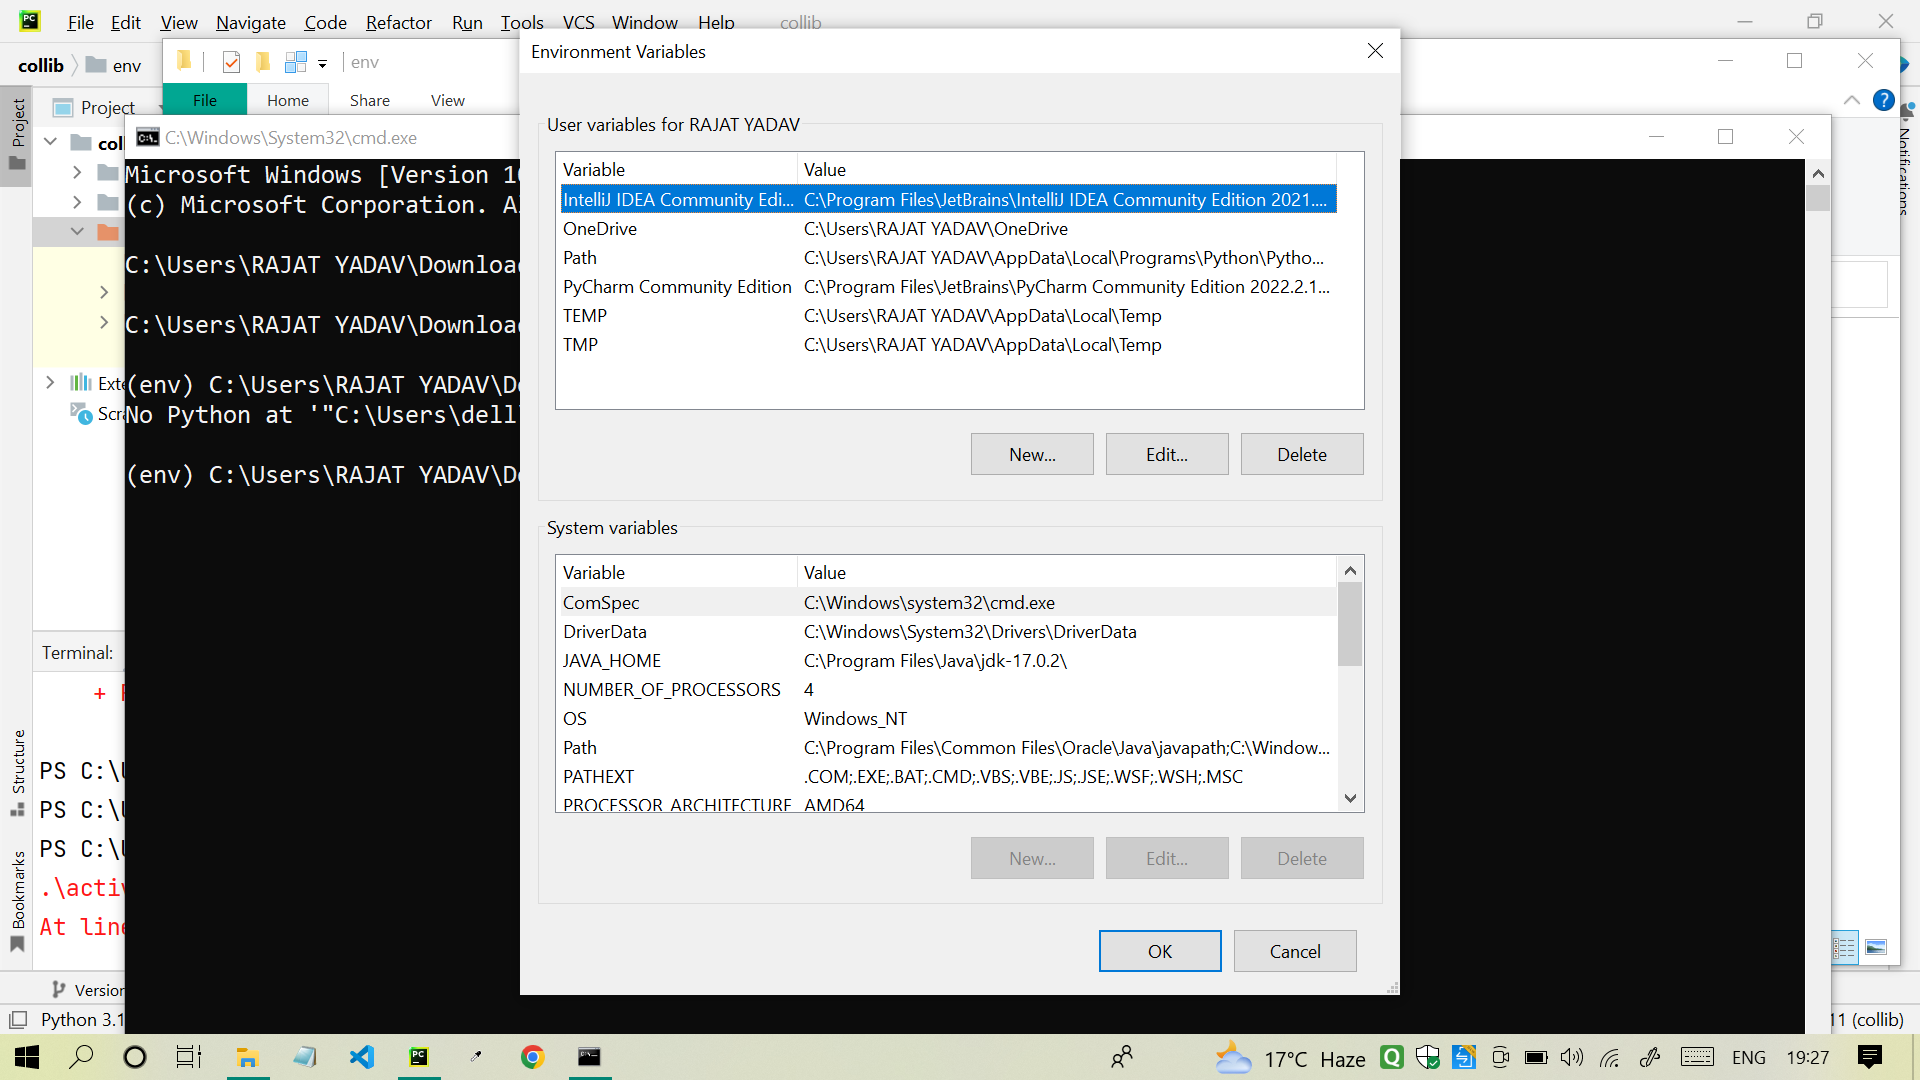 File Edit View Navigate Code Refactor Run Tools VCS Window Help collib
collib env
env
File Home Share View
Project
Project
C:\Windows\System32\cmd.exe
Microsoft Windows [Version
(c) Microsoft Corporation.
C:\Users\RAJAT YADAV\Downloa
C:\Users\RAJAT YADAV\Downloa
(env) C:\Users\RAJAT YADAV\D
No Python at '"C:\Users\dell
(env) C:\Users\RAJAT YADAV\D
Environment Variables
User variables for RAJAT YADAV
Variable Value
IntelliJ IDEA Community Edi... C:\Program Files\JetBrains\IntelliJ IDEA Community Edition 2021....
OneDrive C:\Users\RAJAT YADAV\OneDrive
Path C:\Users\RAJAT YADAV\AppData\Local\Programs\Python\Pytho...
PyCharm Community Edition C:\Program Files\JetBrains\PyCharm Community Edition 2022.2.1...
TEMP C:\Users\RAJAT YADAV\AppData\Local\Temp
TMP C:\Users\RAJAT YADAV\AppData\Local\Temp
New... Edit... Delete
System variables
Variable Value
ComSpec C:\Windows\system32\cmd.exe
DriverData C:\Windows\System32\Drivers\DriverData
JAVA_HOME C:\Program Files\Java\jdk-17.0.2\
NUMBER_OF_PROCESSORS 4
OS Windows_NT
Path C:\Program Files\Common Files\Oracle\Java\javapath;C:\Window...
PATHEXT .COM;.EXE;.BAT;.CMD;.VBS;.VBE;.JS;.JSE;.WSF;.WSH;.MSC
PROCESSOR_ARCHITECTURE AMD64
New... Edit... Delete
OK Cancel
Notifications
col
Exte
Scra
Terminal:
+
PS C:\U
PS C:\U
PS C:\U
.\activ
At line
Structure
Bookmarks
Version
Python 3.1
11 (collib)
17°C Haze
ENG 19:27